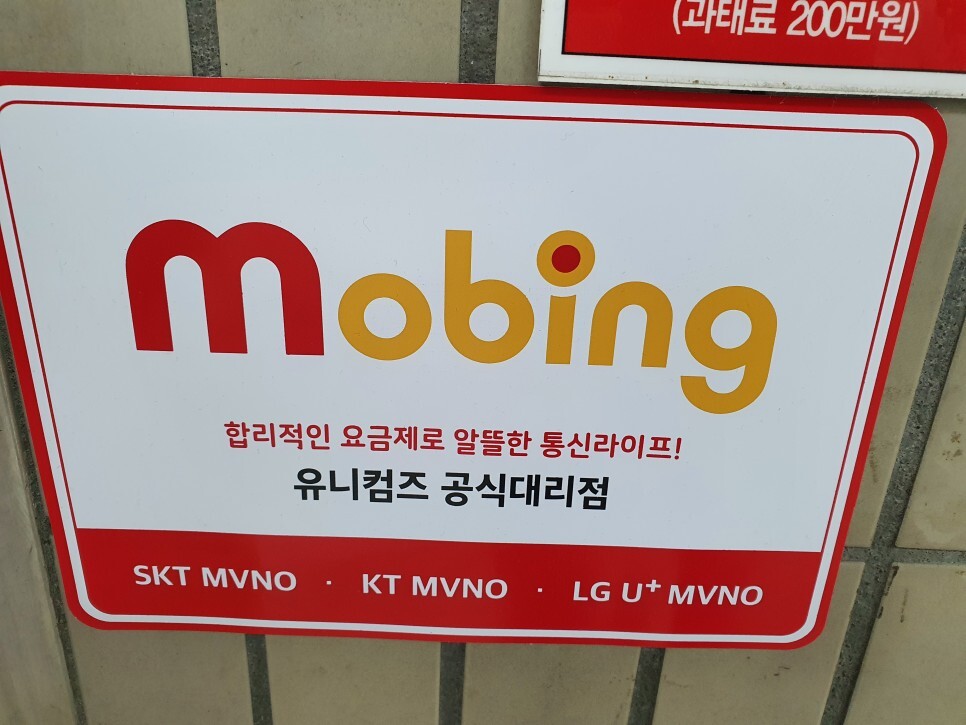 (과태료 200만원)
mobing
합리적인 요금제로 알뜰한 통신라이프!
유니컴즈 공식대리점
SKT MVNO · KT MVNO · LG U+ MVNO